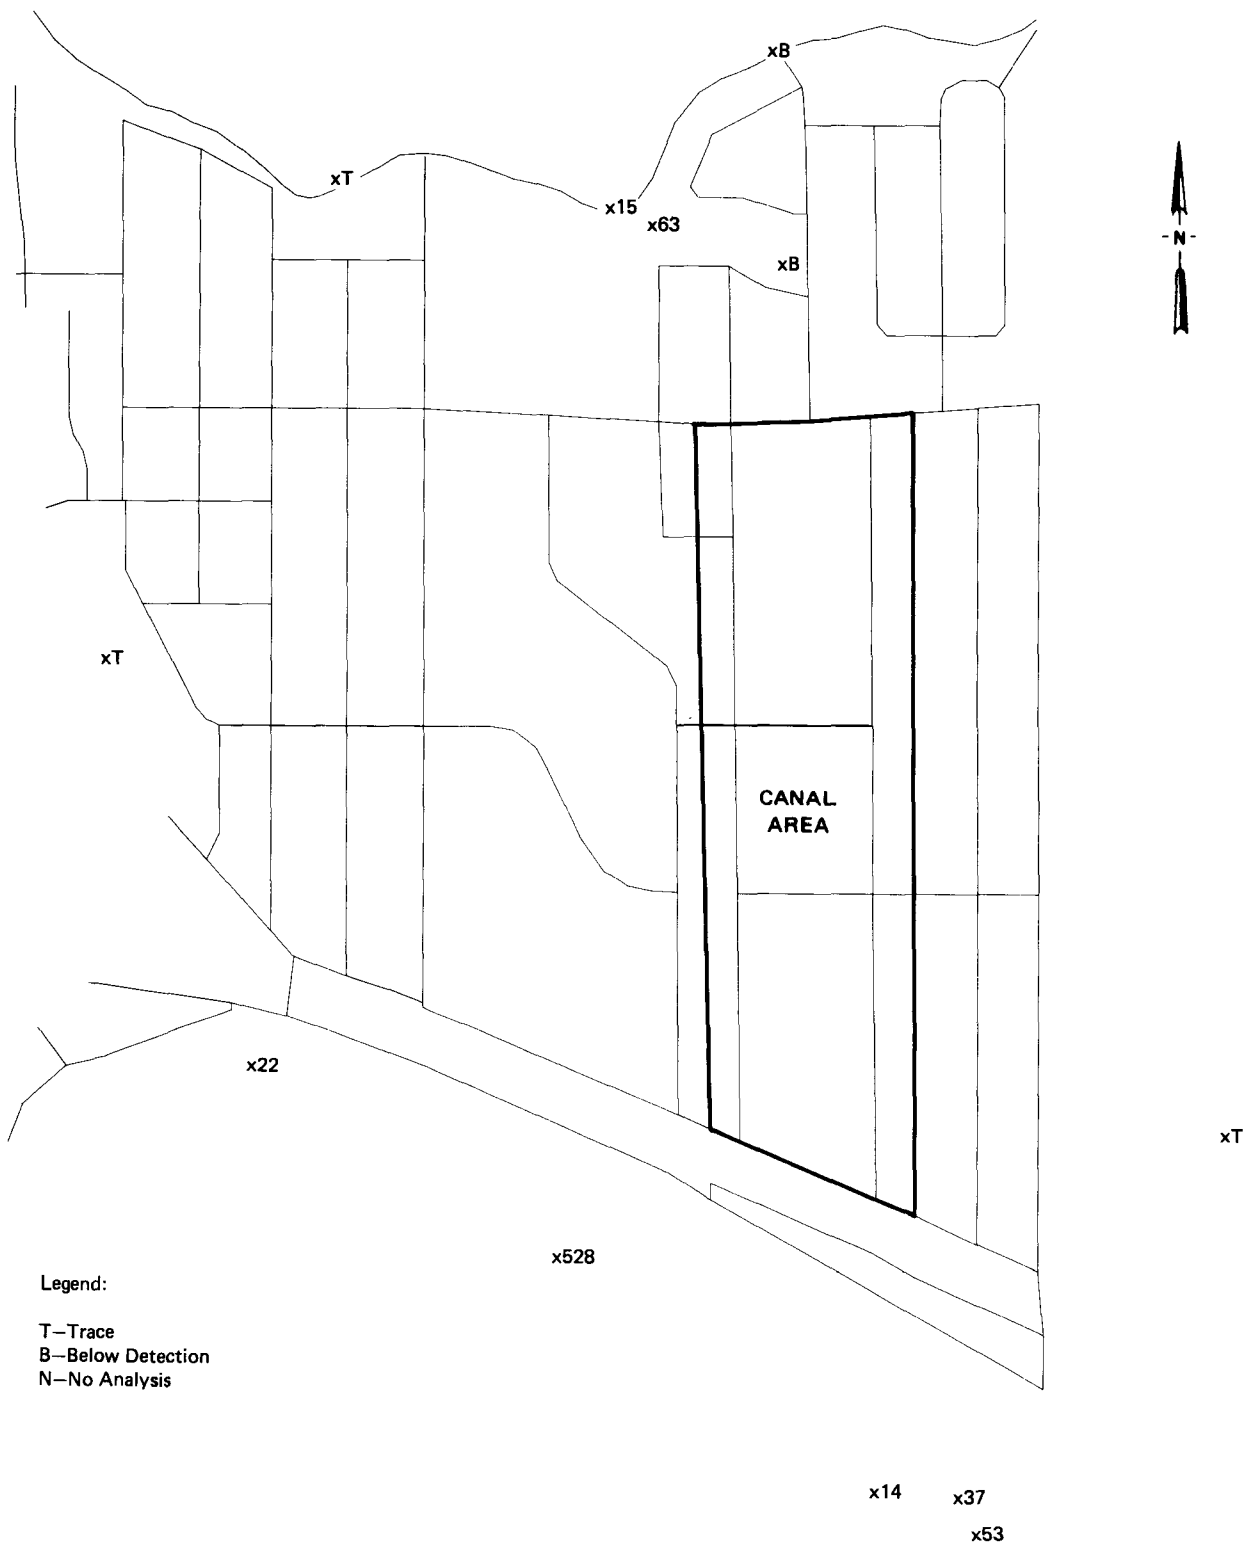 xB
xT
x15
x63
- N -
xB
xT
CANAL
AREA
x22
xT
x528
Legend:
T—Trace
B—Below Detection
N—No Analysis
x14
x37
x53